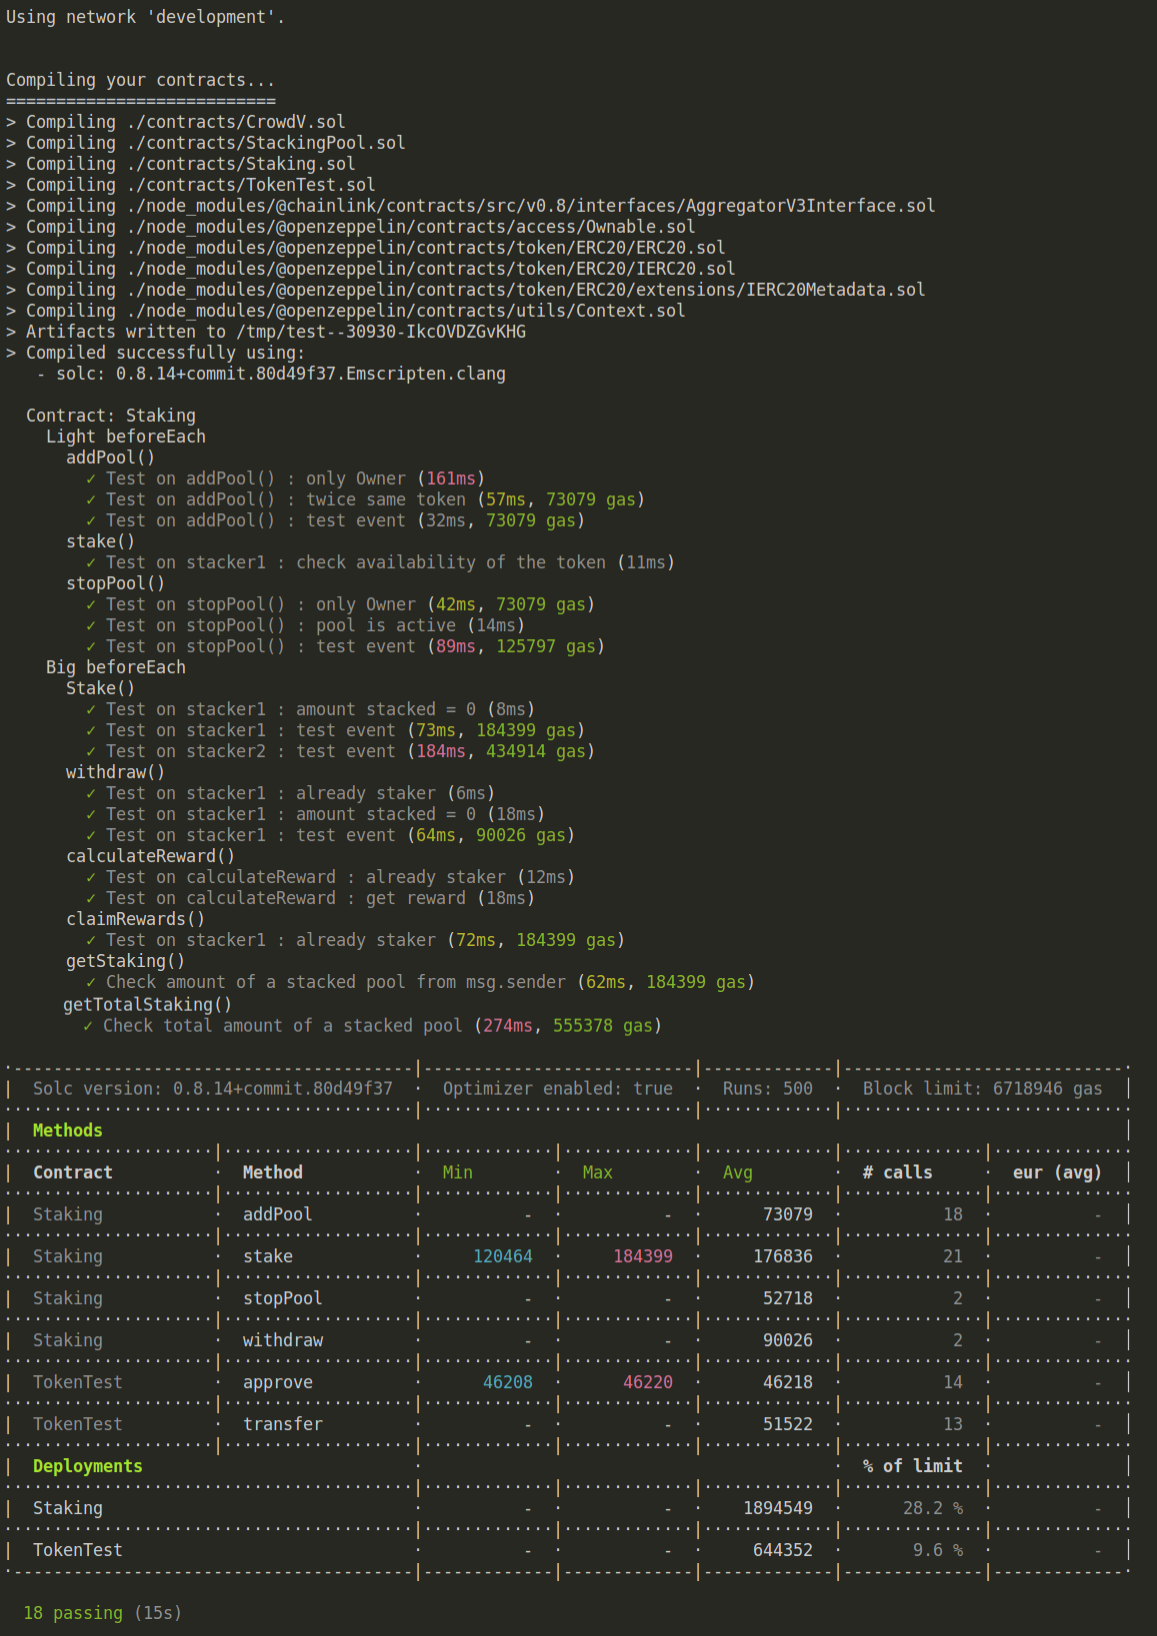 Using network 'development'.
Compiling your contracts...
===========================
> Compiling ./contracts/CrowdV.sol
> Compiling ./contracts/StackingPool.sol
> Compiling ./contracts/Staking.sol
> Compiling ./contracts/TokenTest.sol
> Compiling ./node_modules/@chainlink/contracts/src/v0.8/interfaces/AggregatorV3Interface.sol
> Compiling ./node_modules/@openzeppelin/contracts/access/Ownable.sol
> Compiling ./node_modules/@openzeppelin/contracts/token/ERC20/ERC20.sol
> Compiling ./node_modules/@openzeppelin/contracts/token/ERC20/IERC20.sol
> Compiling ./node_modules/@openzeppelin/contracts/token/ERC20/extensions/IERC20Metadata.sol
> Compiling ./node_modules/@openzeppelin/contracts/utils/Context.sol
> Artifacts written to /tmp/test--30930-IkcOVDZGvKHG
> Compiled successfully using:
- solc: 0.8.14+commit.80d49f37.Emscripten.clang
Contract: Staking
Light beforeEach
addPool()
✓ Test on addPool() : only Owner (161ms)
✓ Test on addPool() : twice same token (57ms, 73079 gas)
✓ Test on addPool() : test event (32ms, 73079 gas)
stake()
✓ Test on stacker1 : check availability of the token (11ms)
stopPool()
✓ Test on stopPool() : only Owner (42ms, 73079 gas)
✓ Test on stopPool() : pool is active (14ms)
✓ Test on stopPool() : test event (89ms, 125797 gas)
Big beforeEach
Stake()
✓ Test on stacker1 : amount stacked = 0 (8ms)
✓ Test on stacker1 : test event (73ms, 184399 gas)
✓ Test on stacker2 : test event (184ms, 434914 gas)
withdraw()
✓ Test on stacker1 : already staker (6ms)
✓ Test on stacker1 : amount stacked = 0 (18ms)
✓ Test on stacker1 : test event (64ms, 90026 gas)
calculateReward()
✓ Test on calculateReward : already staker (12ms)
✓ Test on calculateReward : get reward (18ms)
claimRewards()
✓ Test on stacker1 : already staker (72ms, 184399 gas)
getStaking()
✓ Check amount of a stacked pool from msg.sender (62ms, 184399 gas)
getTotalStaking()
✓ Check total amount of a stacked pool (274ms, 555378 gas)
| Solc version: 0.8.14+commit.80d49f37 · Optimizer enabled: true · Runs: 500 · Block limit: 6718946 gas |
| Methods |
| Contract · Method · Min · Max · Avg · # calls · eur (avg) |
| Staking · addPool · - · - · 73079 · 18 · - |
| Staking · stake · 120464 · 184399 · 176836 · 21 · - |
| Staking · stopPool · - · - · 52718 · 2 · - |
| Staking · withdraw · - · - · 90026 · 2 · - |
| TokenTest · approve · 46208 · 46220 · 46218 · 14 · - |
| TokenTest · transfer · - · - · 51522 · 13 · - |
| Deployments · · % of limit · |
| Staking · - · - · 1894549 · 28.2 % · - |
| TokenTest · - · - · 644352 · 9.6 % · - |
18 passing (15s)